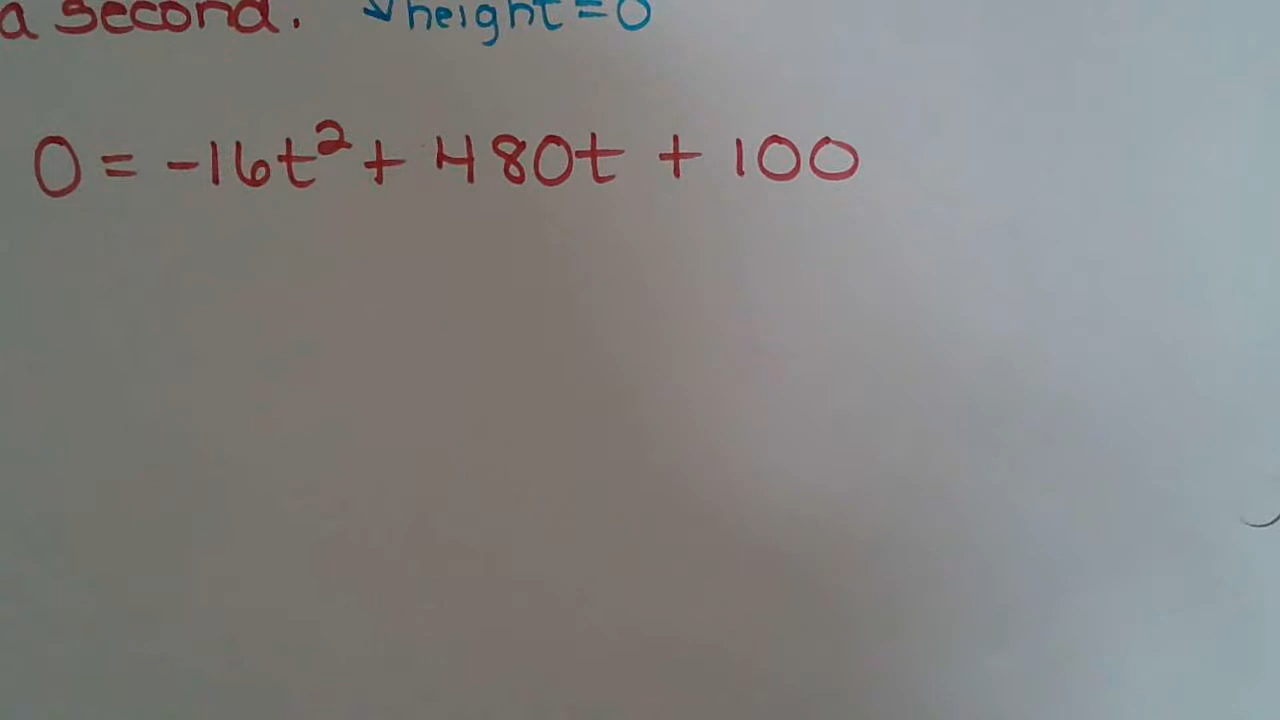 a second. ↓ height = 0
0 = -16t² + 480t + 100